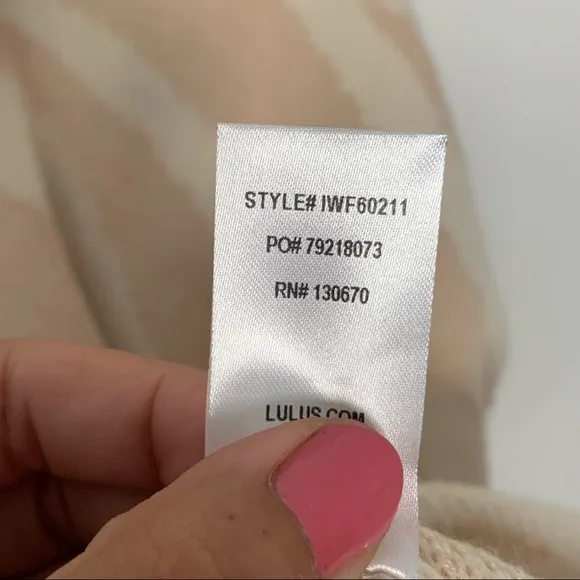 STYLE# IWF60211
PO# 79218073
RN# 130670
LULUS.COM